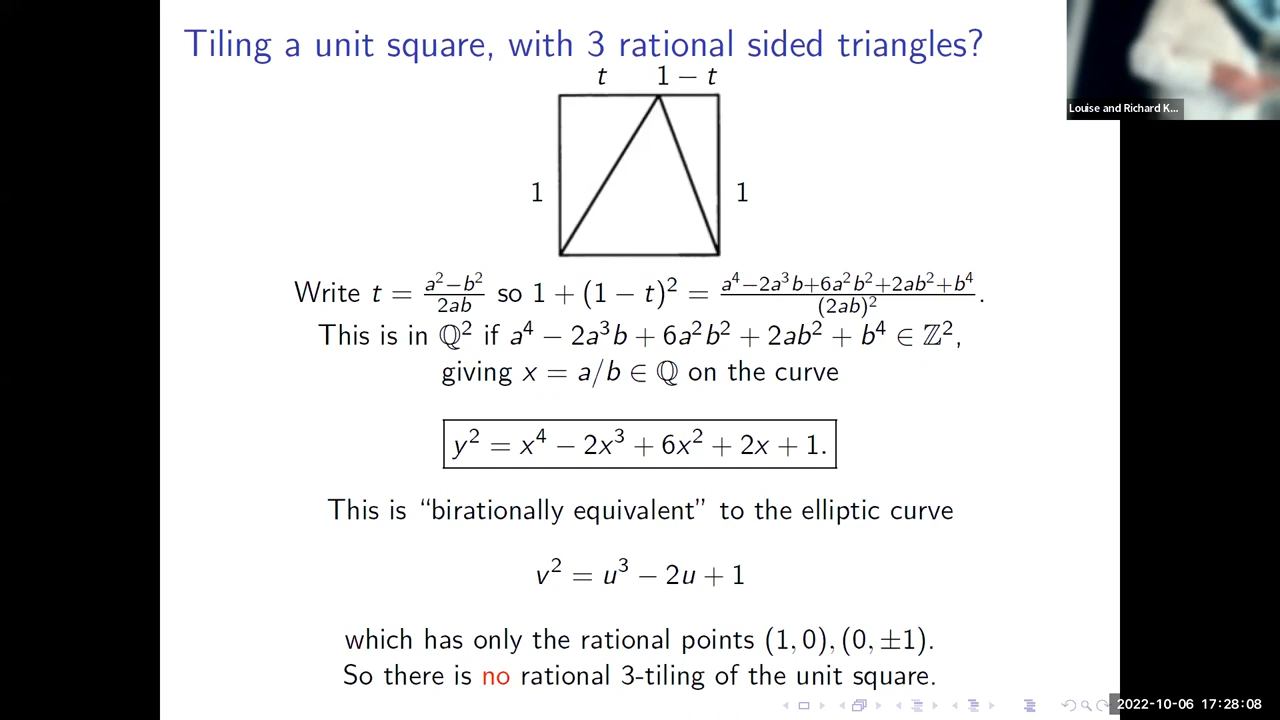 Tiling a unit square, with 3 rational sided triangles?
t 1 − t
1 1
Write t = \frac{a² − b²}{2ab} so 1 + (1 − t)² = \frac{a⁴−2a³b+6a²b²+2ab²+b⁴}{(2ab)²}.
This is in ℚ² if a⁴ − 2a³b + 6a²b² + 2ab² + b⁴ ∈ ℤ²,
giving x = a/b ∈ ℚ on the curve
y² = x⁴ − 2x³ + 6x² + 2x + 1.
This is “birationally equivalent” to the elliptic curve
v² = u³ − 2u + 1
which has only the rational points (1, 0), (0, ±1).
So there is no rational 3-tiling of the unit square.
Louise and Richard K...
2022-10-06 17:28:08